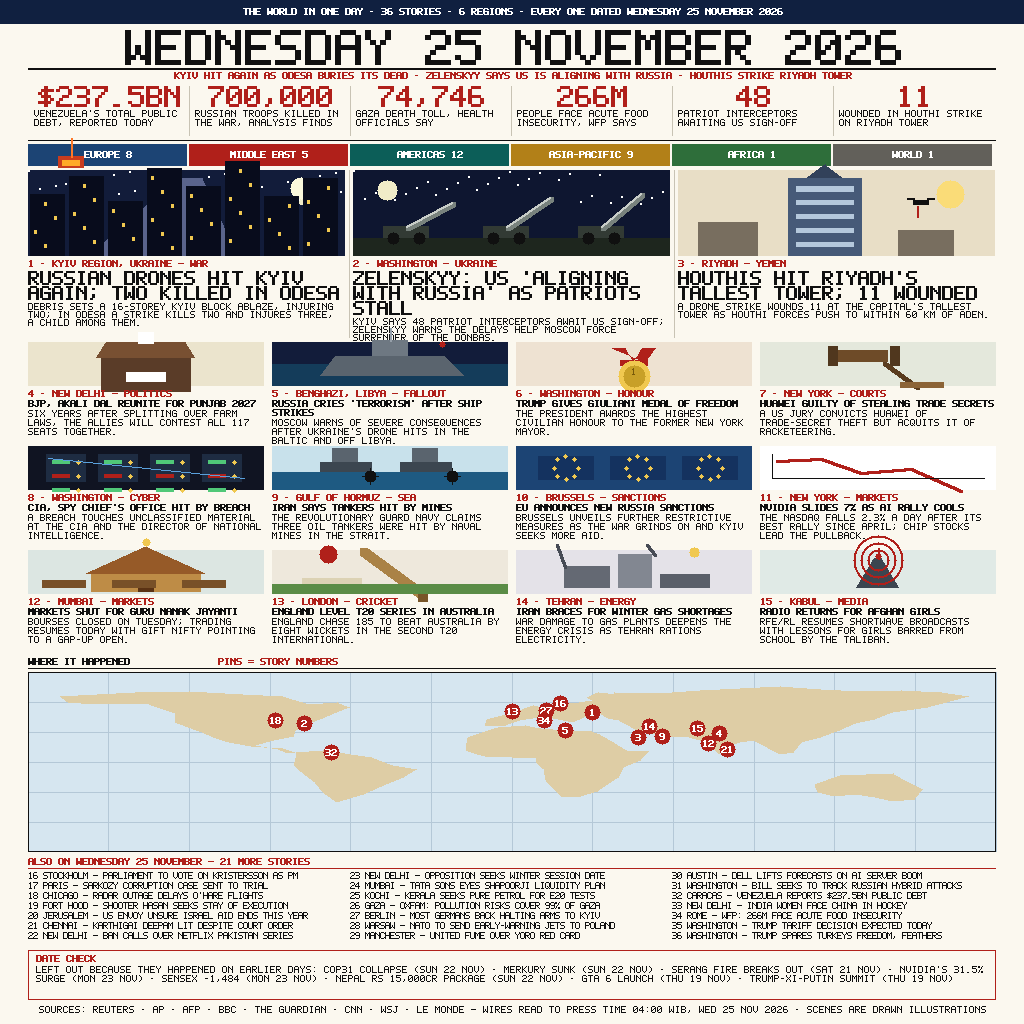 THE WORLD IN ONE DAY - 36 STORIES - 6 REGIONS - EVERY ONE DATED WEDNESDAY 25 NOVEMBER 2026
WEDNESDAY 25 NOVEMBER 2026
KYIV HIT AGAIN AS ODESA BURIES ITS DEAD - ZELENSKYY SAYS US IS ALIGNING WITH RUSSIA - HOUTHIS STRIKE RIYADH TOWER
$237.5BN
VENEZUELA'S TOTAL PUBLIC
DEBT, REPORTED TODAY
700,000
RUSSIAN TROOPS KILLED IN
THE WAR, ANALYSIS FINDS
74,746
GAZA DEATH TOLL, HEALTH
OFFICIALS SAY
266M
PEOPLE FACE ACUTE FOOD
INSECURITY, WFP SAYS
48
PATRIOT INTERCEPTORS
AWAITING US SIGN-OFF
11
WOUNDED IN HOUTHI STRIKE
ON RIYADH TOWER
EUROPE 8
MIDDLE EAST 5
AMERICAS 12
ASIA-PACIFIC 9
AFRICA 1
WORLD 1
1 - KYIV REGION, UKRAINE — WAR
RUSSIAN DRONES HIT KYIV
AGAIN; TWO KILLED IN ODESA
DEBRIS SETS A 16-STOREY KYIV BLOCK ABLAZE, INJURING
TWO; IN ODESA A STRIKE KILLS TWO AND INJURES THREE,
A CHILD AMONG THEM.
2 - WASHINGTON — UKRAINE
ZELENSKYY: US 'ALIGNING
WITH RUSSIA' AS PATRIOTS
STALL
KYIV SAYS 48 PATRIOT INTERCEPTORS AWAIT US SIGN-OFF;
ZELENSKYY WARNS THE DELAYS HELP MOSCOW FORCE
SURRENDER OF THE DONBAS.
3 - RIYADH — YEMEN
HOUTHIS HIT RIYADH'S
TALLEST TOWER; 11 WOUNDED
A DRONE STRIKE WOUNDS 11 AT THE CAPITAL'S TALLEST
TOWER AS HOUTHI FORCES PUSH TO WITHIN 60 KM OF ADEN.
4 - NEW DELHI — POLITICS
BJP, AKALI DAL REUNITE FOR PUNJAB 2027
SIX YEARS AFTER SPLITTING OVER FARM
LAWS, THE ALLIES WILL CONTEST ALL 117
SEATS TOGETHER.
5 - BENGHAZI, LIBYA — FALLOUT
RUSSIA CRIES 'TERRORISM' AFTER SHIP
STRIKES
MOSCOW WARNS OF SEVERE CONSEQUENCES
AFTER UKRAINE'S DRONE HITS IN THE
BALTIC AND OFF LIBYA.
1
6 - WASHINGTON — HONOUR
TRUMP GIVES GIULIANI MEDAL OF FREEDOM
THE PRESIDENT AWARDS THE HIGHEST
CIVILIAN HONOUR TO THE FORMER NEW YORK
MAYOR.
7 - NEW YORK — COURTS
HUAWEI GUILTY OF STEALING TRADE SECRETS
A US JURY CONVICTS HUAWEI OF
TRADE-SECRET THEFT BUT ACQUITS IT OF
RACKETEERING.
8 - WASHINGTON — CYBER
CIA, SPY CHIEF'S OFFICE HIT BY BREACH
A BREACH TOUCHES UNCLASSIFIED MATERIAL
AT THE CIA AND THE DIRECTOR OF NATIONAL
INTELLIGENCE.
9 - GULF OF HORMUZ — SEA
IRAN SAYS TANKERS HIT BY MINES
THE REVOLUTIONARY GUARD NAVY CLAIMS
THREE OIL TANKERS WERE HIT BY NAVAL
MINES IN THE STRAIT.
10 - BRUSSELS — SANCTIONS
EU ANNOUNCES NEW RUSSIA SANCTIONS
BRUSSELS UNVEILS FURTHER RESTRICTIVE
MEASURES AS THE WAR GRINDS ON AND KYIV
SEEKS MORE AID.
11 - NEW YORK — MARKETS
NVIDIA SLIDES 7% AS AI RALLY COOLS
THE NASDAQ FALLS 2.3% A DAY AFTER ITS
BEST RALLY SINCE APRIL; CHIP STOCKS
LEAD THE PULLBACK.
12 - MUMBAI — MARKETS
MARKETS SHUT FOR GURU NANAK JAYANTI
BOURSES CLOSED ON TUESDAY; TRADING
RESUMES TODAY WITH GIFT NIFTY POINTING
TO A GAP-UP OPEN.
13 - LONDON — CRICKET
ENGLAND LEVEL T20 SERIES IN AUSTRALIA
ENGLAND CHASE 185 TO BEAT AUSTRALIA BY
EIGHT WICKETS IN THE SECOND T20
INTERNATIONAL.
14 - TEHRAN — ENERGY
IRAN BRACES FOR WINTER GAS SHORTAGES
WAR DAMAGE TO GAS PLANTS DEEPENS THE
ENERGY CRISIS AS TEHRAN RATIONS
ELECTRICITY.
15 - KABUL — MEDIA
RADIO RETURNS FOR AFGHAN GIRLS
RFE/RL RESUMES SHORTWAVE BROADCASTS
WITH LESSONS FOR GIRLS BARRED FROM
SCHOOL BY THE TALIBAN.
WHERE IT HAPPENED PINS = STORY NUMBERS
18 2 32 13 27 16 34 5 1 14 3 9 15 4 12 21
ALSO ON WEDNESDAY 25 NOVEMBER — 21 MORE STORIES
16 STOCKHOLM — PARLIAMENT TO VOTE ON KRISTERSSON AS PM
17 PARIS — SARKOZY CORRUPTION CASE SENT TO TRIAL
18 CHICAGO — RADAR OUTAGE DELAYS O'HARE FLIGHTS
19 FORT HOOD — SHOOTER HASAN SEEKS STAY OF EXECUTION
20 JERUSALEM — US ENVOY UNSURE ISRAEL AID ENDS THIS YEAR
21 CHENNAI — KARTHIGAI DEEPAM LIT DESPITE COURT ORDER
22 NEW DELHI — BAN CALLS OVER NETFLIX PAKISTAN SERIES
23 NEW DELHI — OPPOSITION SEEKS WINTER SESSION DATE
24 MUMBAI — TATA SONS EYES SHAPOORJI LIQUIDITY PLAN
25 KOCHI — KERALA SEEKS PURE PETROL FOR E20 TESTS
26 GAZA — OXFAM: POLLUTION RISKS COVER 99% OF GAZA
27 BERLIN — MOST GERMANS BACK HALTING ARMS TO KYIV
28 WARSAW — NATO TO SEND EARLY-WARNING JETS TO POLAND
29 MANCHESTER — UNITED FUME OVER YORO RED CARD
30 AUSTIN — DELL LIFTS FORECASTS ON AI SERVER BOOM
31 WASHINGTON — BILL SEEKS TO TRACK RUSSIAN HYBRID ATTACKS
32 CARACAS — VENEZUELA REPORTS $237.5BN PUBLIC DEBT
33 NEW DELHI — INDIA WOMEN FACE CHINA IN HOCKEY
34 ROME — WFP: 266M FACE ACUTE FOOD INSECURITY
35 WASHINGTON — TRUMP TARIFF DECISION EXPECTED TODAY
36 WASHINGTON — TRUMP SPARES TURKEYS FREEDOM, FEATHERS
DATE CHECK
LEFT OUT BECAUSE THEY HAPPENED ON EARLIER DAYS: COP31 COLLAPSE (SUN 22 NOV) - MERKURY SUNK (SUN 22 NOV) - SERANG FIRE BREAKS OUT (SAT 21 NOV) - NVIDIA'S 31.5%
SURGE (MON 23 NOV) - SENSEX -1,484 (MON 23 NOV) - NEPAL RS 15,000CR PACKAGE (SUN 22 NOV) - GTA 6 LAUNCH (THU 19 NOV) - TRUMP-XI-PUTIN SUMMIT (THU 19 NOV)
SOURCES: REUTERS - AP - AFP - BBC - THE GUARDIAN - CNN - WSJ - LE MONDE — WIRES READ TO PRESS TIME 04:00 WIB, WED 25 NOV 2026 - SCENES ARE DRAWN ILLUSTRATIONS